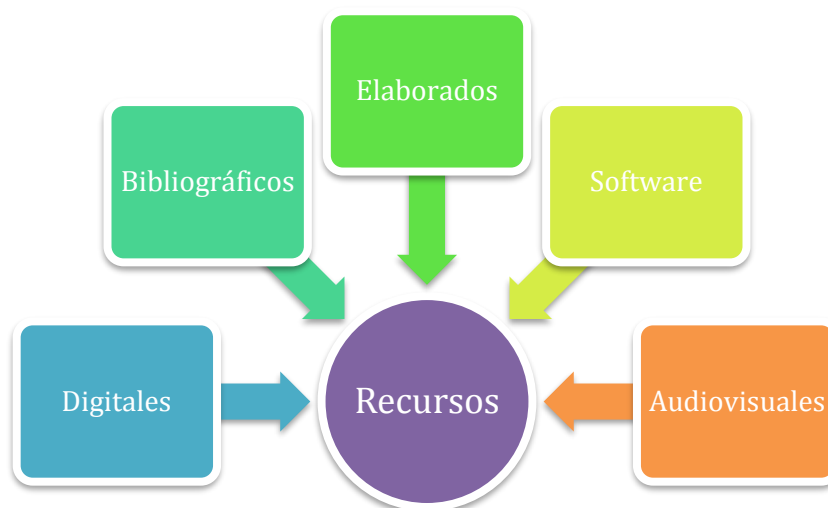 Elaborados
Bibliográficos
Software
Digitales
Recursos
Audiovisuales